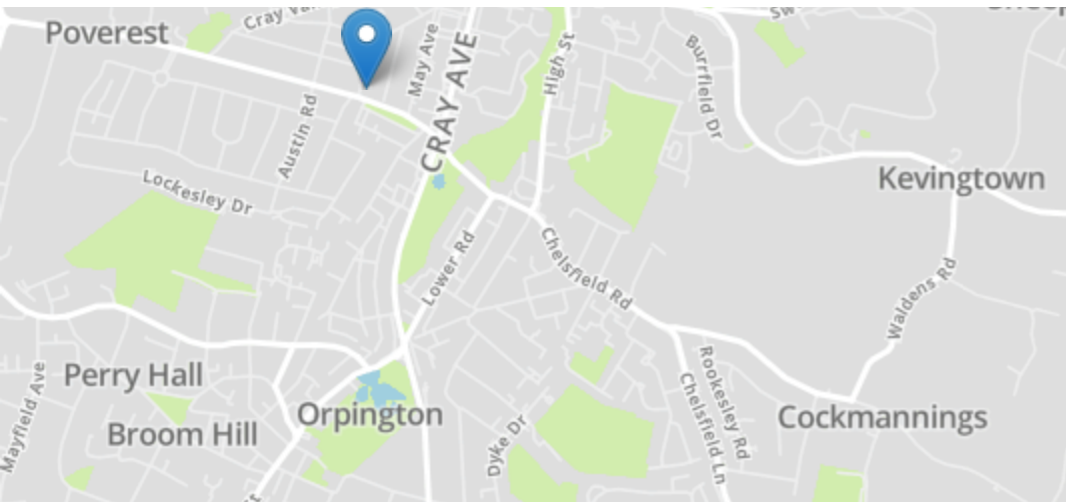 Poverest
May Ave
CRAY AVE
High St
Burrfield Dr
Austin Rd
Lockesley Dr
Kevingtown
Lower Rd
Chelsfield Rd
Waldens Rd
Perry Hall
Mayfield Ave
Orpington
Broom Hill
Rookesley Rd
Chelsfield Ln
Cockmannings
Dyke Dr